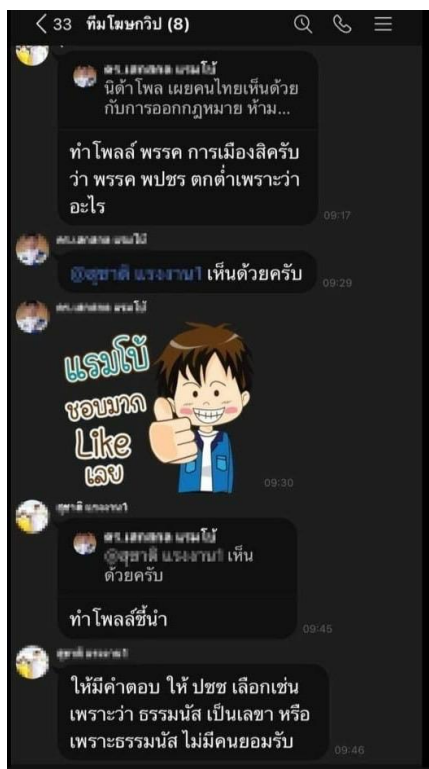 33 ทีมโฆษกวิป (8)
นิด้าโพล เผยคนไทยเห็นด้วย
กับการออกกฎหมาย ห้าม...
ทำโพลล์ พรรค การเมืองสิครับ
ว่า พรรค พปชร ตกต่ำเพราะว่า
อะไร
09:17
เห็นด้วยครับ
09:29
แรมโบ้
ชอบมาก
Like
เลย
09:30
เห็น
ด้วยครับ
ทำโพลล์ชี้นำ
09:45
ให้มีคำตอบ ให้ ปชช เลือกเช่น
เพราะว่า ธรรมนัส เป็นเลขา หรือ
เพราะธรรมนัส ไม่มีคนยอมรับ
09:46